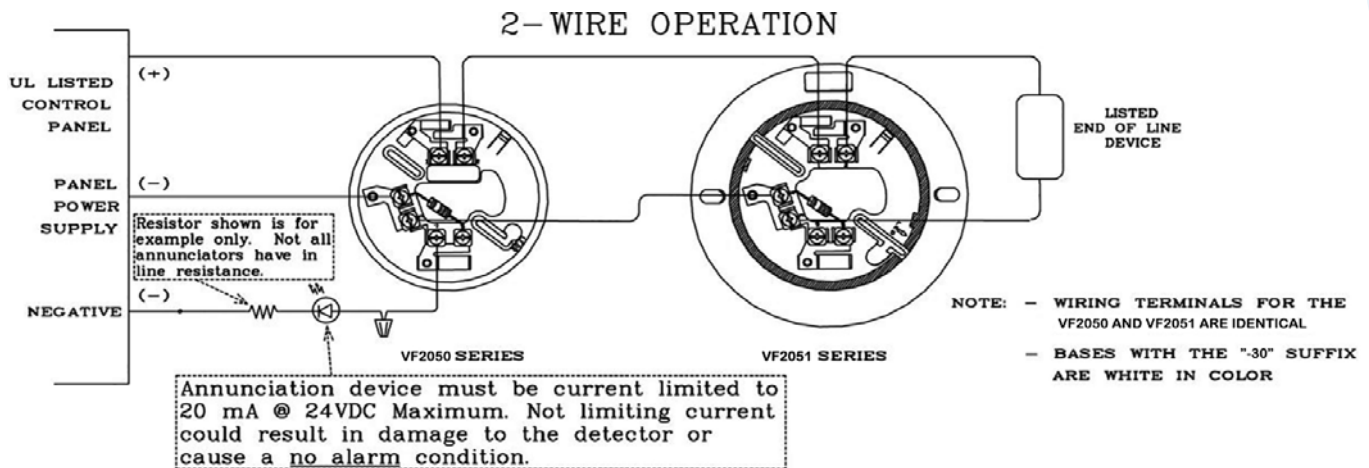 2-WIRE OPERATION
UL LISTED
CONTROL
PANEL
(+)
PANEL
POWER
SUPPLY
(-)
Resistor shown is for
example only. Not all
annunciators have in
line resistance.
NEGATIVE
(-)
VF2050 SERIES
VF2051 SERIES
LISTED
END OF LINE
DEVICE
NOTE: - WIRING TERMINALS FOR THE
VF2050 AND VF2051 ARE IDENTICAL
- BASES WITH THE "-30" SUFFIX
ARE WHITE IN COLOR
Annunciation device must be current limited to
20 mA @ 24VDC Maximum. Not limiting current
could result in damage to the detector or
cause a no alarm condition.